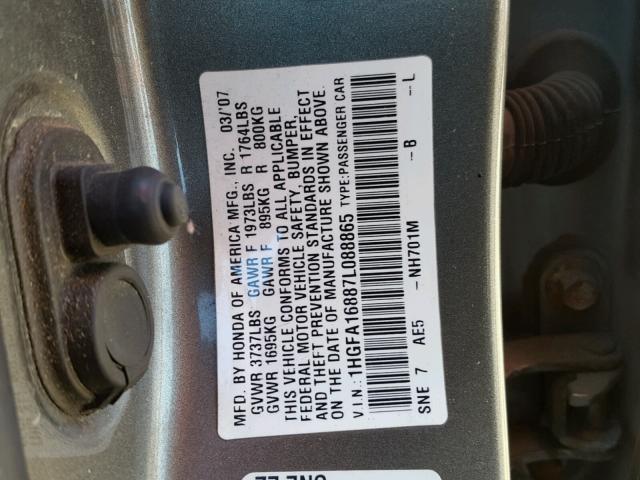 MFD. BY HONDA OF AMERICA MFG., INC. 03/'07
GVWR 3737LBS GAWR F 1973LBS R 1764LBS
GVWR 1695KG GAWR F 895KG R 800KG
THIS VEHICLE CONFORMS TO ALL APPLICABLE
FEDERAL MOTOR VEHICLE SAFETY, BUMPER,
AND THEFT PREVENTION STANDARDS IN EFFECT
ON THE DATE OF MANUFACTURE SHOWN ABOVE.
V.I.N.: 1HGFA16887L088865 TYPE:PASSENGER CAR
SNE 7 AE5 -NH701M -B -L